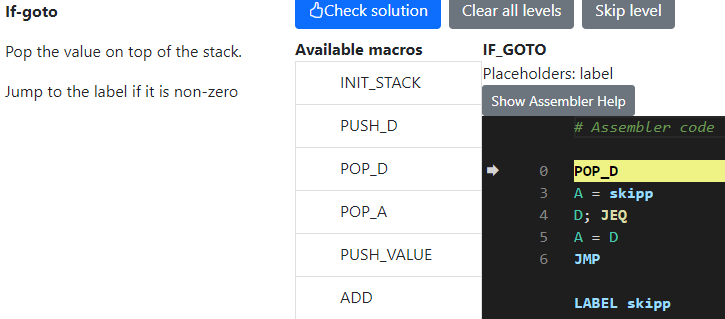 If-goto
Pop the value on top of the stack.
Jump to the label if it is non-zero
Check solution
Clear all levels
Skip level
Available macros
INIT_STACK
PUSH_D
POP_D
POP_A
PUSH_VALUE
ADD
IF_GOTO
Placeholders: label
Show Assembler Help
# Assembler code
0 POP_D
3 A = skipp
4 D; JEQ
5 A = D
6 JMP
LABEL skipp